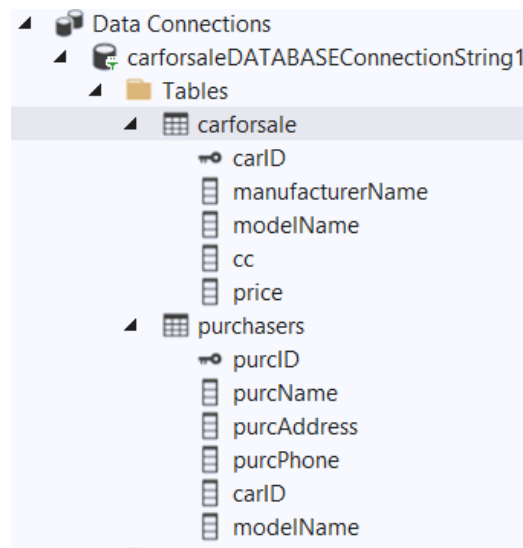 Data Connections
carforsaleDATABASEConnectionString1
Tables
carforsale
carID
manufacturerName
modelName
cc
price
purchasers
purcID
purcName
purcAddress
purcPhone
carID
modelName